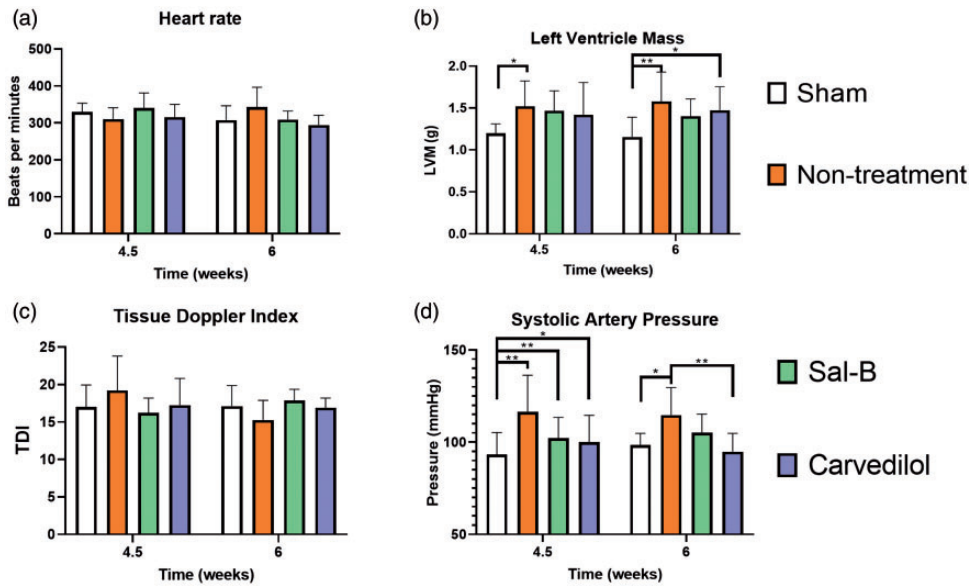 (a)
Heart rate
Beats per minutes
500
400
300
200
100
0
4.5
6
Time (weeks)
(b)
Left Ventricle Mass
LVM (g)
2.0
1.5
1.0
0.5
0.0
*
**
*
4.5
6
Time (weeks)
Sham
Non-treatment
(c)
Tissue Doppler Index
TDI
25
20
15
10
5
0
4.5
6
Time (weeks)
(d)
Systolic Artery Pressure
Pressure (mmHg)
150
100
50
*
**
**
*
**
4.5
6
Time (weeks)
Sal-B
Carvedilol